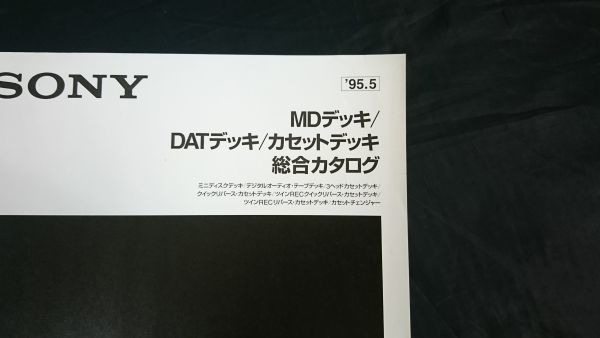 SONY
'95.5
MDデッキ/
DATデッキ/カセットデッキ
総合カタログ
ミニディスクデッキ/デジタルオーディオ・テープデッキ/3ヘッドカセットデッキ/
クイックリバース・カセットデッキ/ツインRECクイックリバース・カセットデッキ/
ツインRECリバース・カセットデッキ/カセットチェンジャー